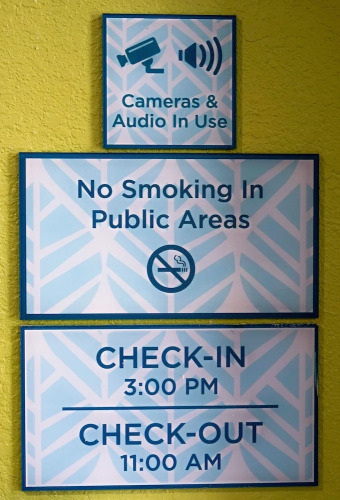 Cameras &
Audio In Use
No Smoking In
Public Areas
CHECK-IN
3:00 PM
CHECK-OUT
11:00 AM